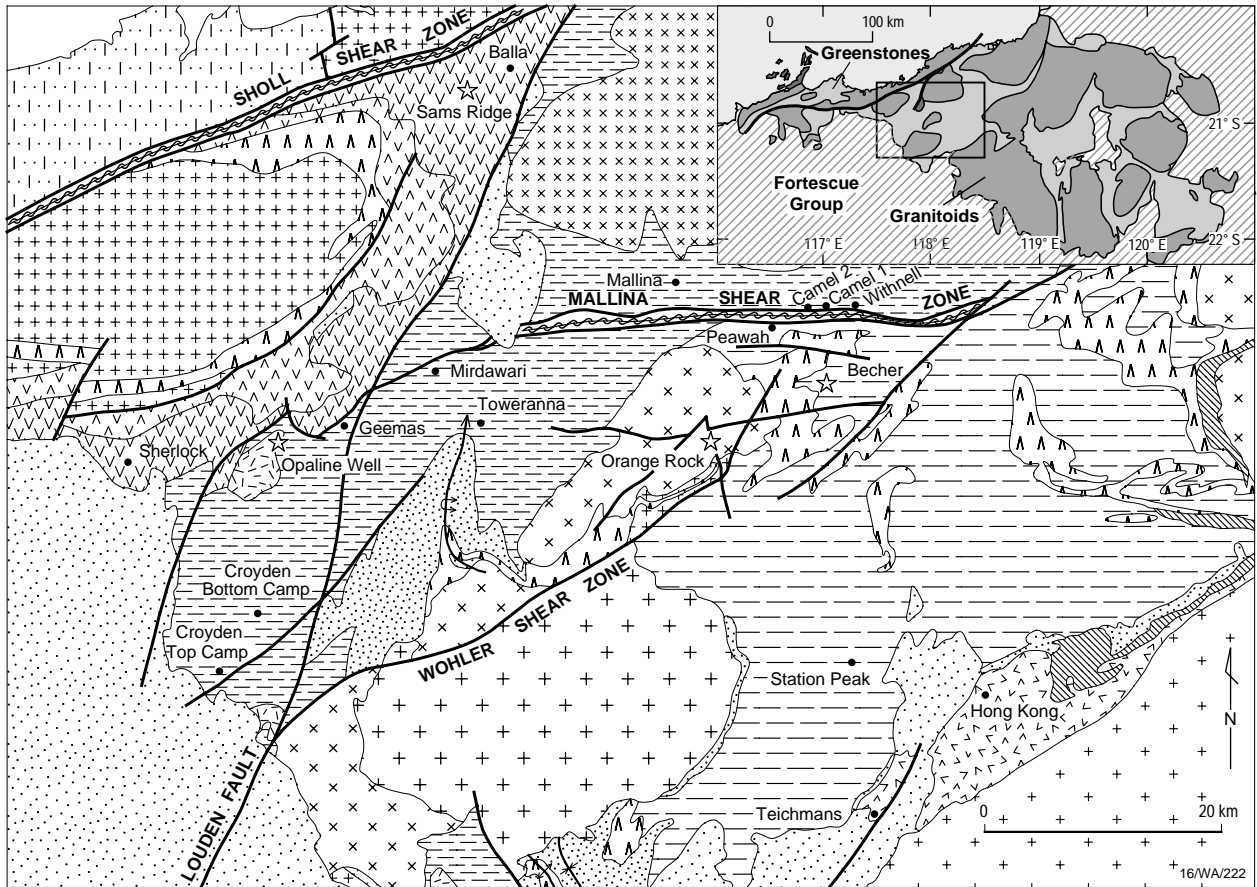 SHOLL SHEAR ZONE
Balla
Sams Ridge
0 100 km
Greenstones
21° S
Fortescue
Group
Granitoids
22° S
117° E 118° E 119° E 120° E
Mallina
Camel 2
Camel 1
Withnell
MALLINA SHEAR ZONE
Peawah
Mirdawari
Becher
Toweranna
Geemas
Sherlock
Opaline Well
Orange Rock
Croyden
Bottom Camp
Croyden
Top Camp
WOHLER SHEAR ZONE
Station Peak
Hong Kong
N
LOUDEN FAULT
Teichmans
0 20 km
16/WA/222